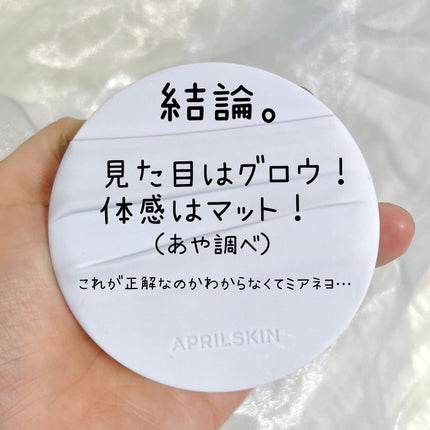 結論。
見た目はグロウ！
体感はマット！
（あや調べ）
これが正解なのかわからなくてミアネヨ…
APRILSKIN